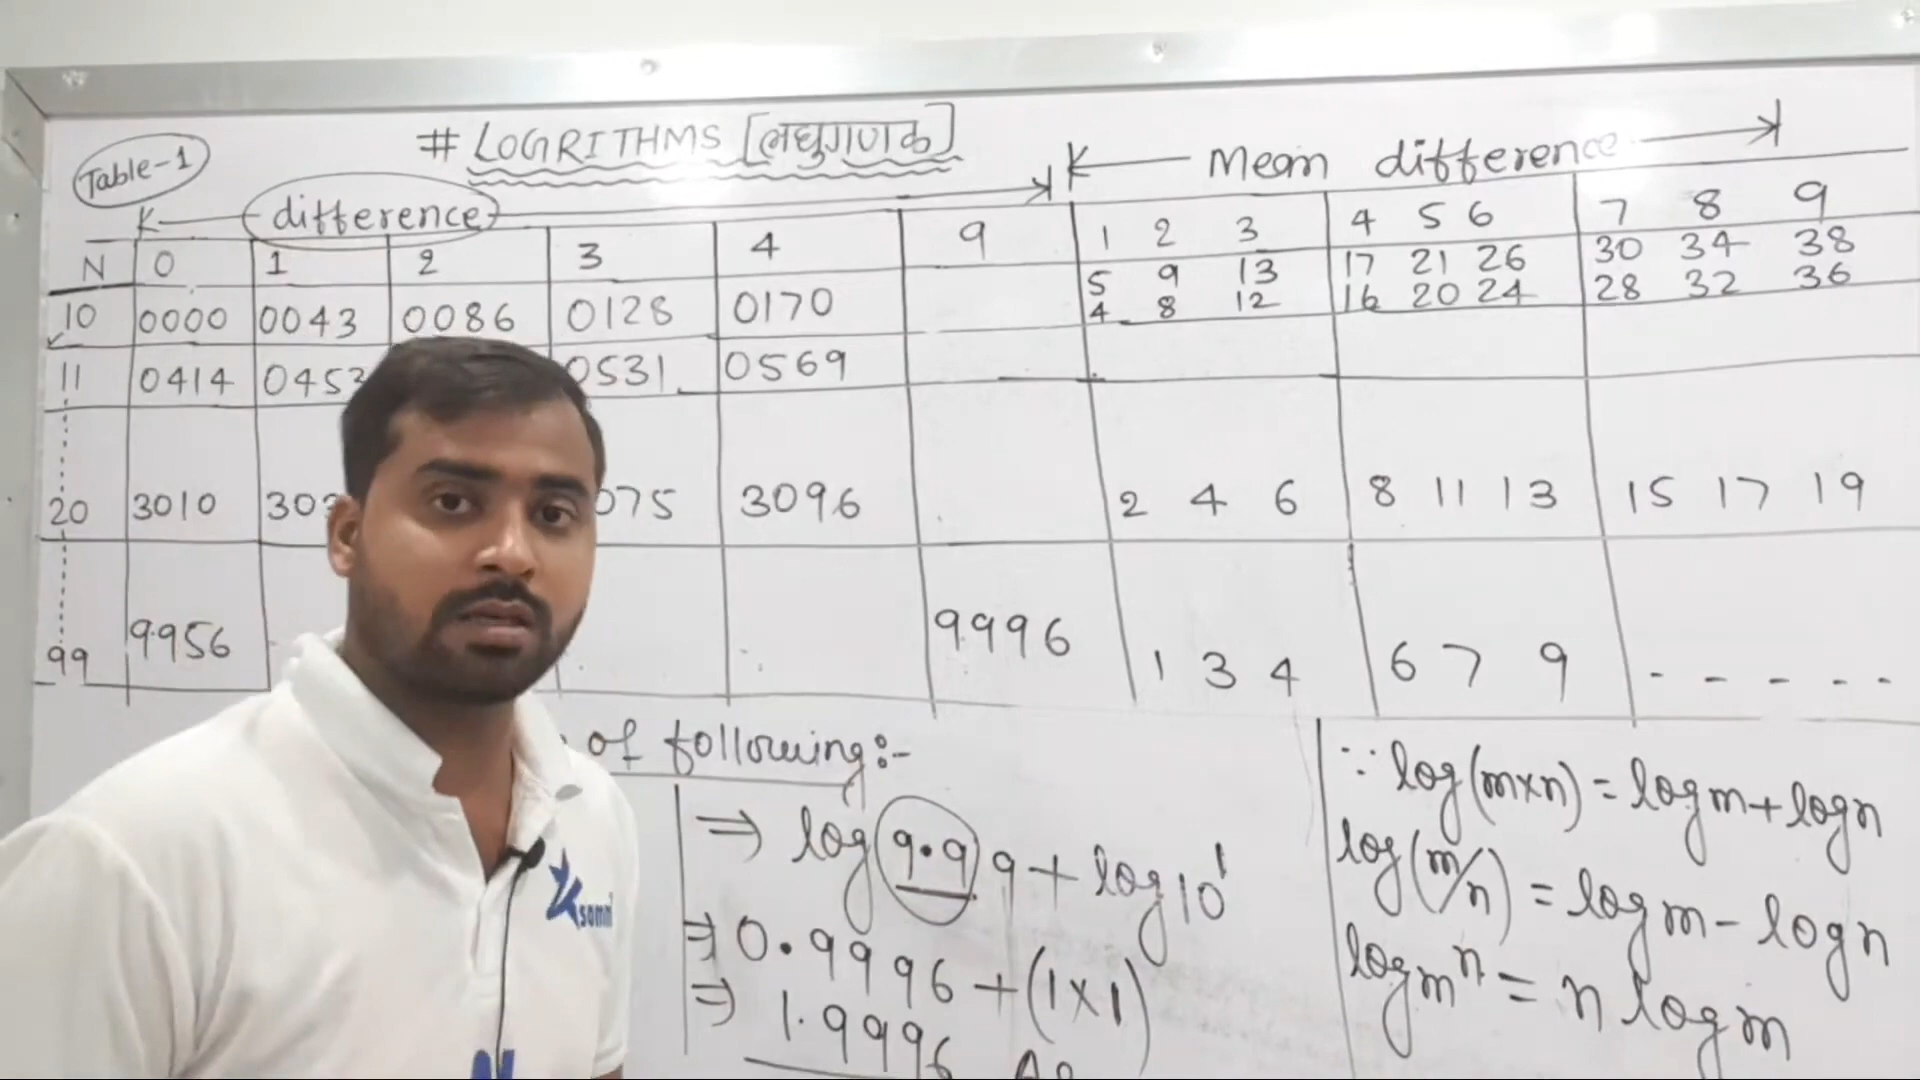 # LOGRITHMS [लघुगणक]
Table-1
difference
Mean difference
N 0 1 2 3 4 9 1 2 3 4 5 6 7 8 9
10 0000 0043 0086 0128 0170 5 9 13 17 21 26 30 34 38
4 8 12 16 20 24 28 32 36
11 0414 0453 0531 0569
20 3010 3096 2 4 6 8 11 13 15 17 19
99 9956 9996 1 3 4 6 7 9 - - - - -
of following:-
⇒ log 9.99 + log 10¹
⇒ 0.9996 + (1×1)
⇒ 1.9996
∵ log(m×n) = log m + log n
log(m/n) = log m - log n
log mⁿ = n log m